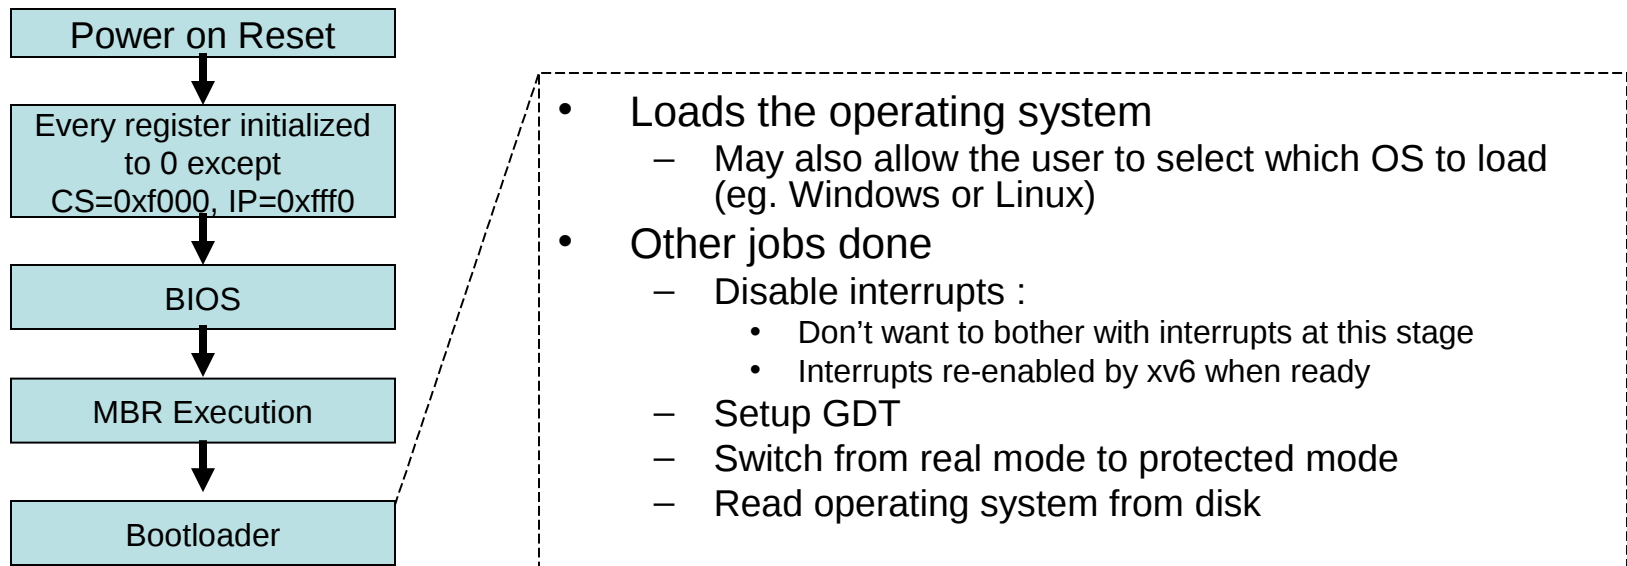 Power on Reset
Every register initialized
to 0 except
CS=0xf000, IP=0xfff0
BIOS
MBR Execution
Bootloader
• Loads the operating system
– May also allow the user to select which OS to load
(eg. Windows or Linux)
• Other jobs done
– Disable interrupts :
• Don’t want to bother with interrupts at this stage
• Interrupts re-enabled by xv6 when ready
– Setup GDT
– Switch from real mode to protected mode
– Read operating system from disk